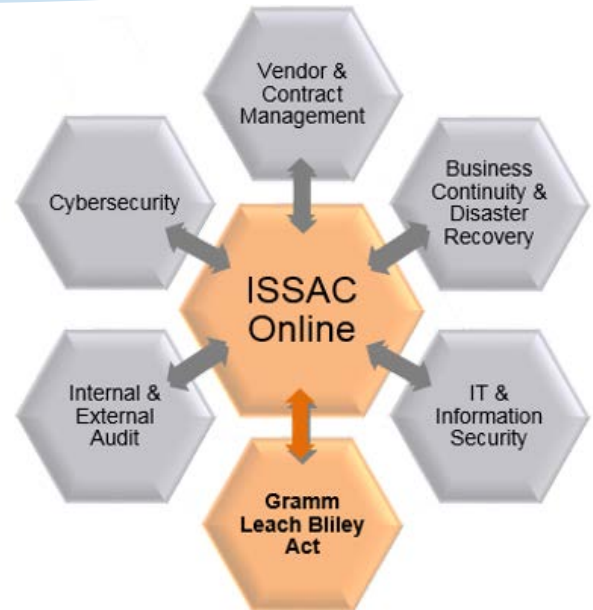 Vendor &
Contract
Management
Cybersecurity
Business
Continuity &
Disaster
Recovery
ISSAC
Online
Internal &
External
Audit
IT &
Information
Security
Gramm
Leach Bliley
Act